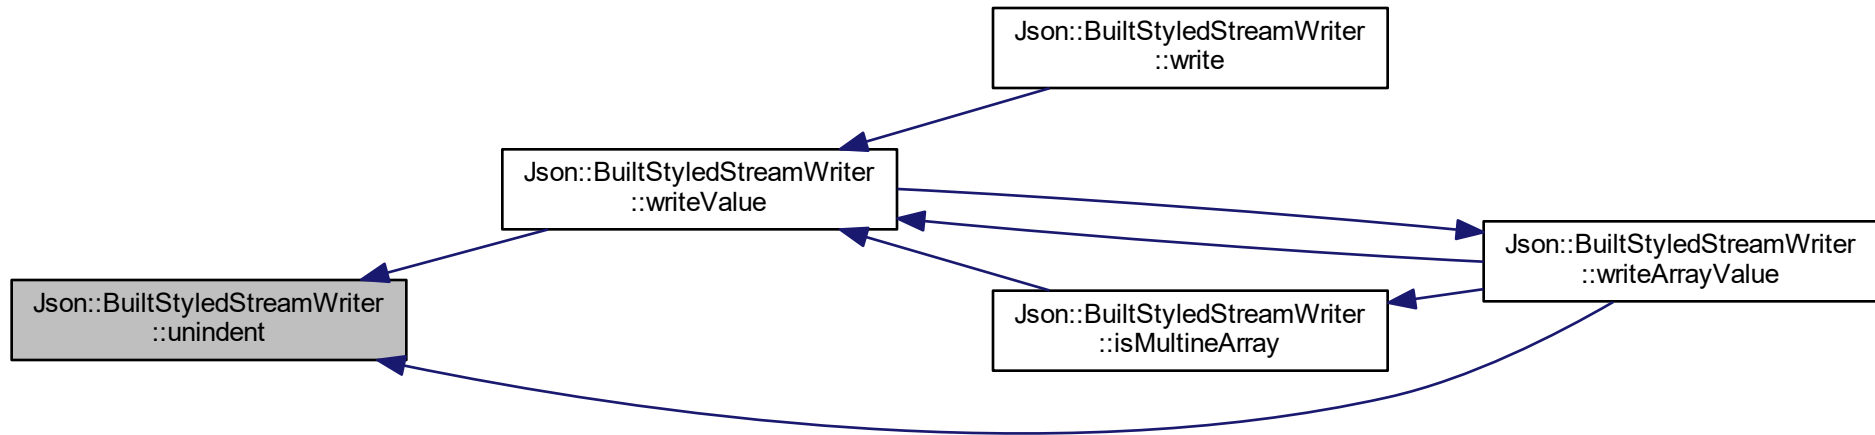 Json::BuiltStyledStreamWriter
::write
Json::BuiltStyledStreamWriter
::writeValue
Json::BuiltStyledStreamWriter
::writeArrayValue
Json::BuiltStyledStreamWriter
::unindent
Json::BuiltStyledStreamWriter
::isMultineArray